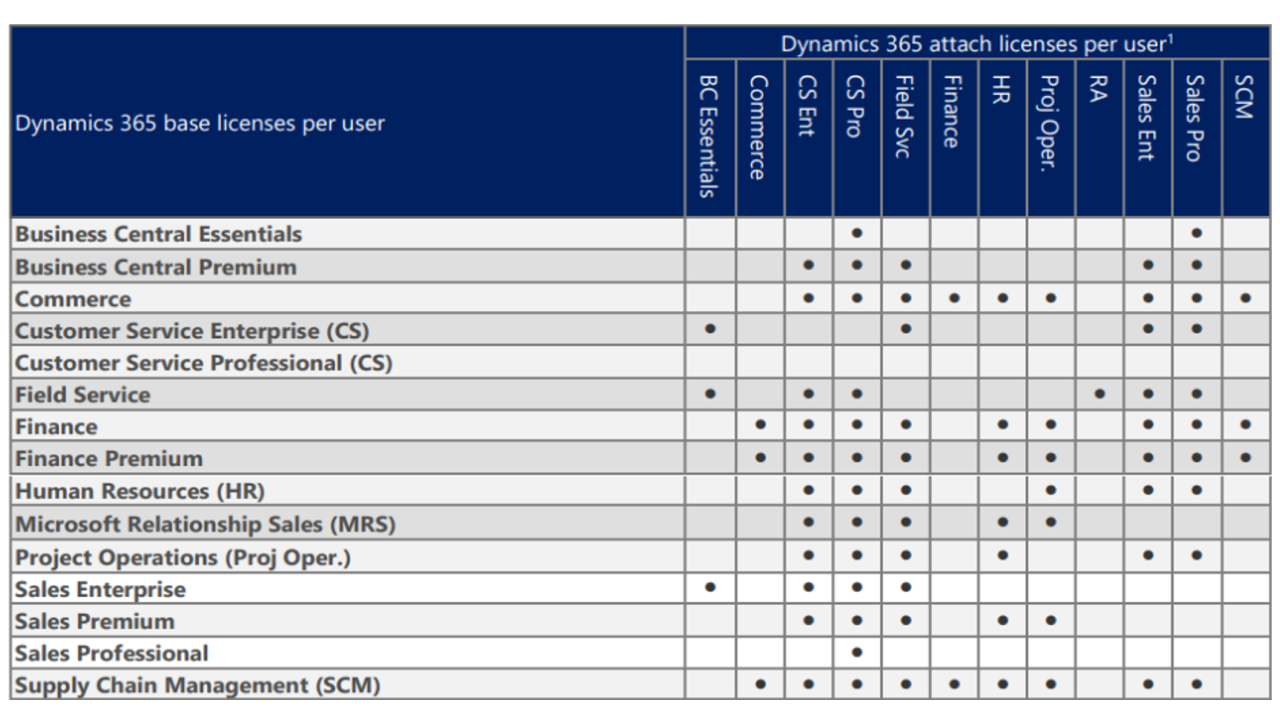 Dynamics 365 attach licenses per user¹
Dynamics 365 base licenses per user
BC Essentials
Commerce
CS Ent
CS Pro
Field Svc
Finance
HR
Proj Oper.
RA
Sales Ent
Sales Pro
SCM
Business Central Essentials
Business Central Premium
Commerce
Customer Service Enterprise (CS)
Customer Service Professional (CS)
Field Service
Finance
Finance Premium
Human Resources (HR)
Microsoft Relationship Sales (MRS)
Project Operations (Proj Oper.)
Sales Enterprise
Sales Premium
Sales Professional
Supply Chain Management (SCM)